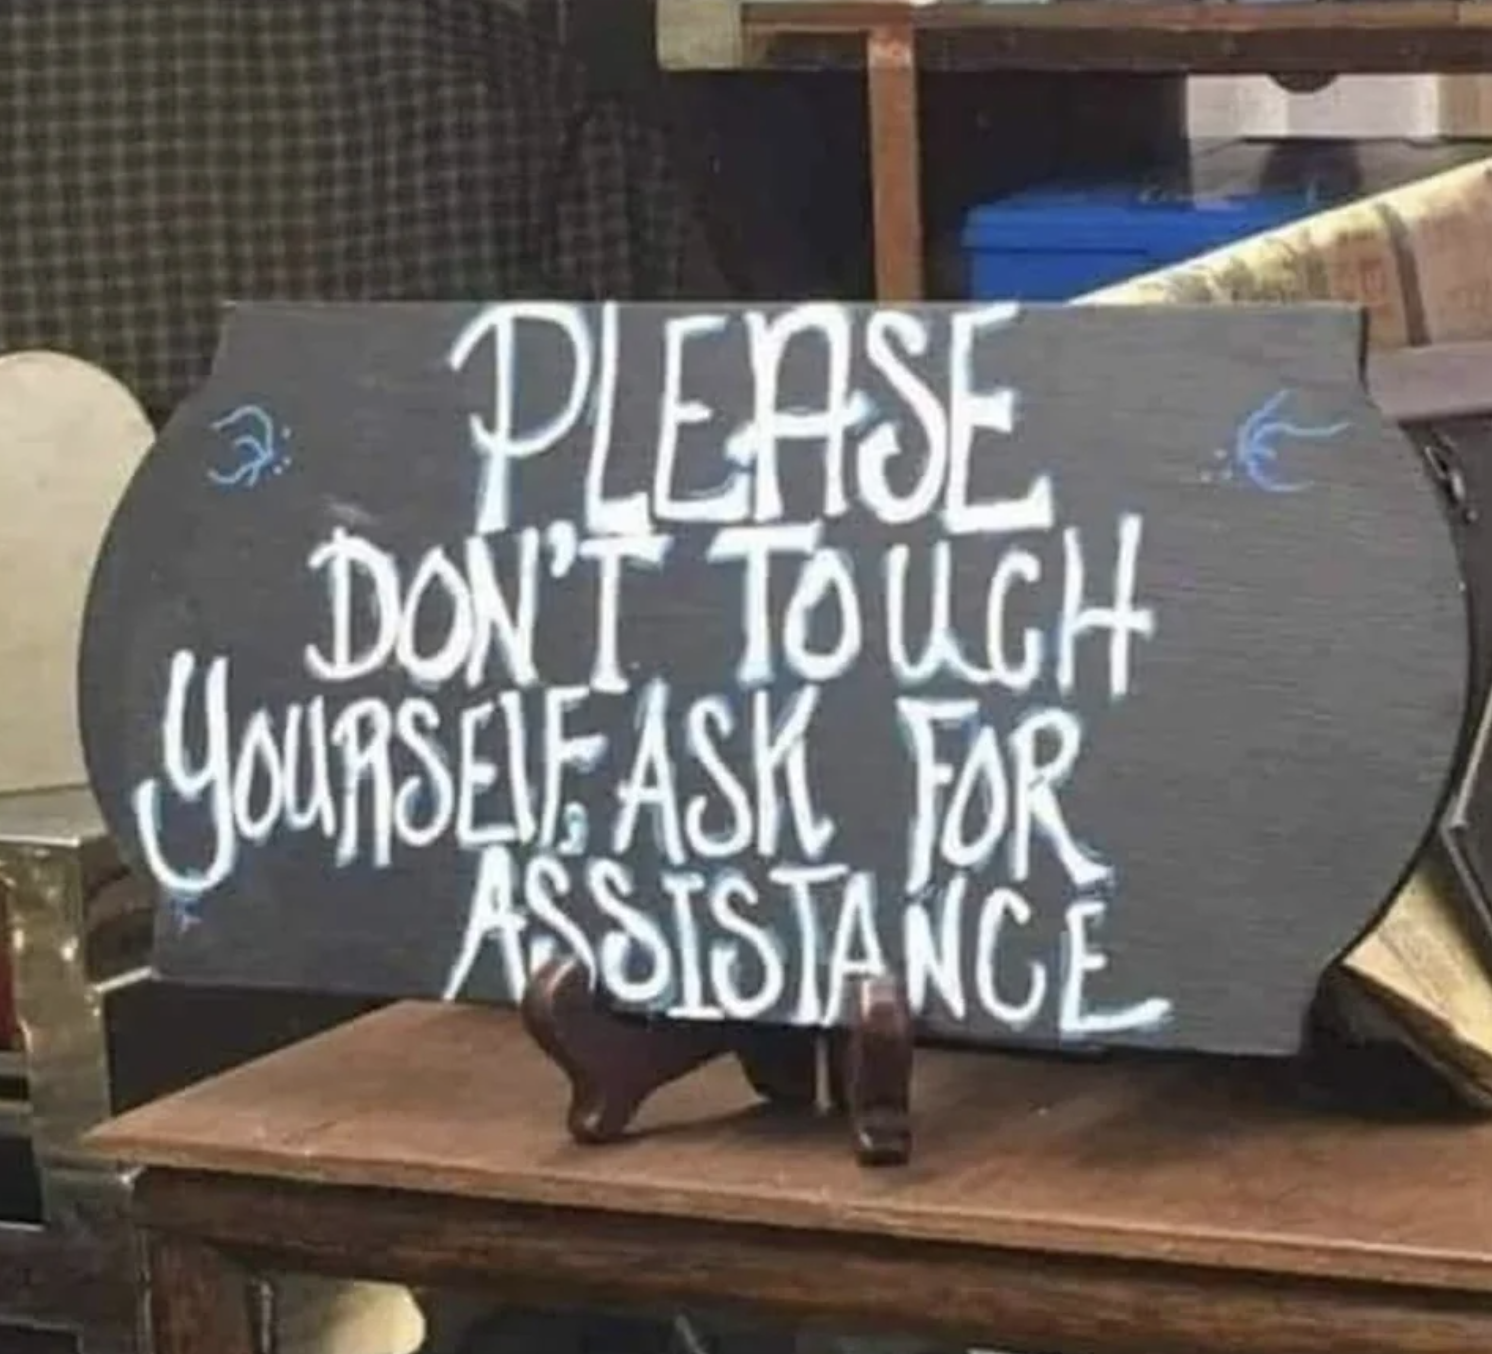 PLEASE
DON'T TOUCH
YOURSELF, ASK FOR
ASSISTANCE